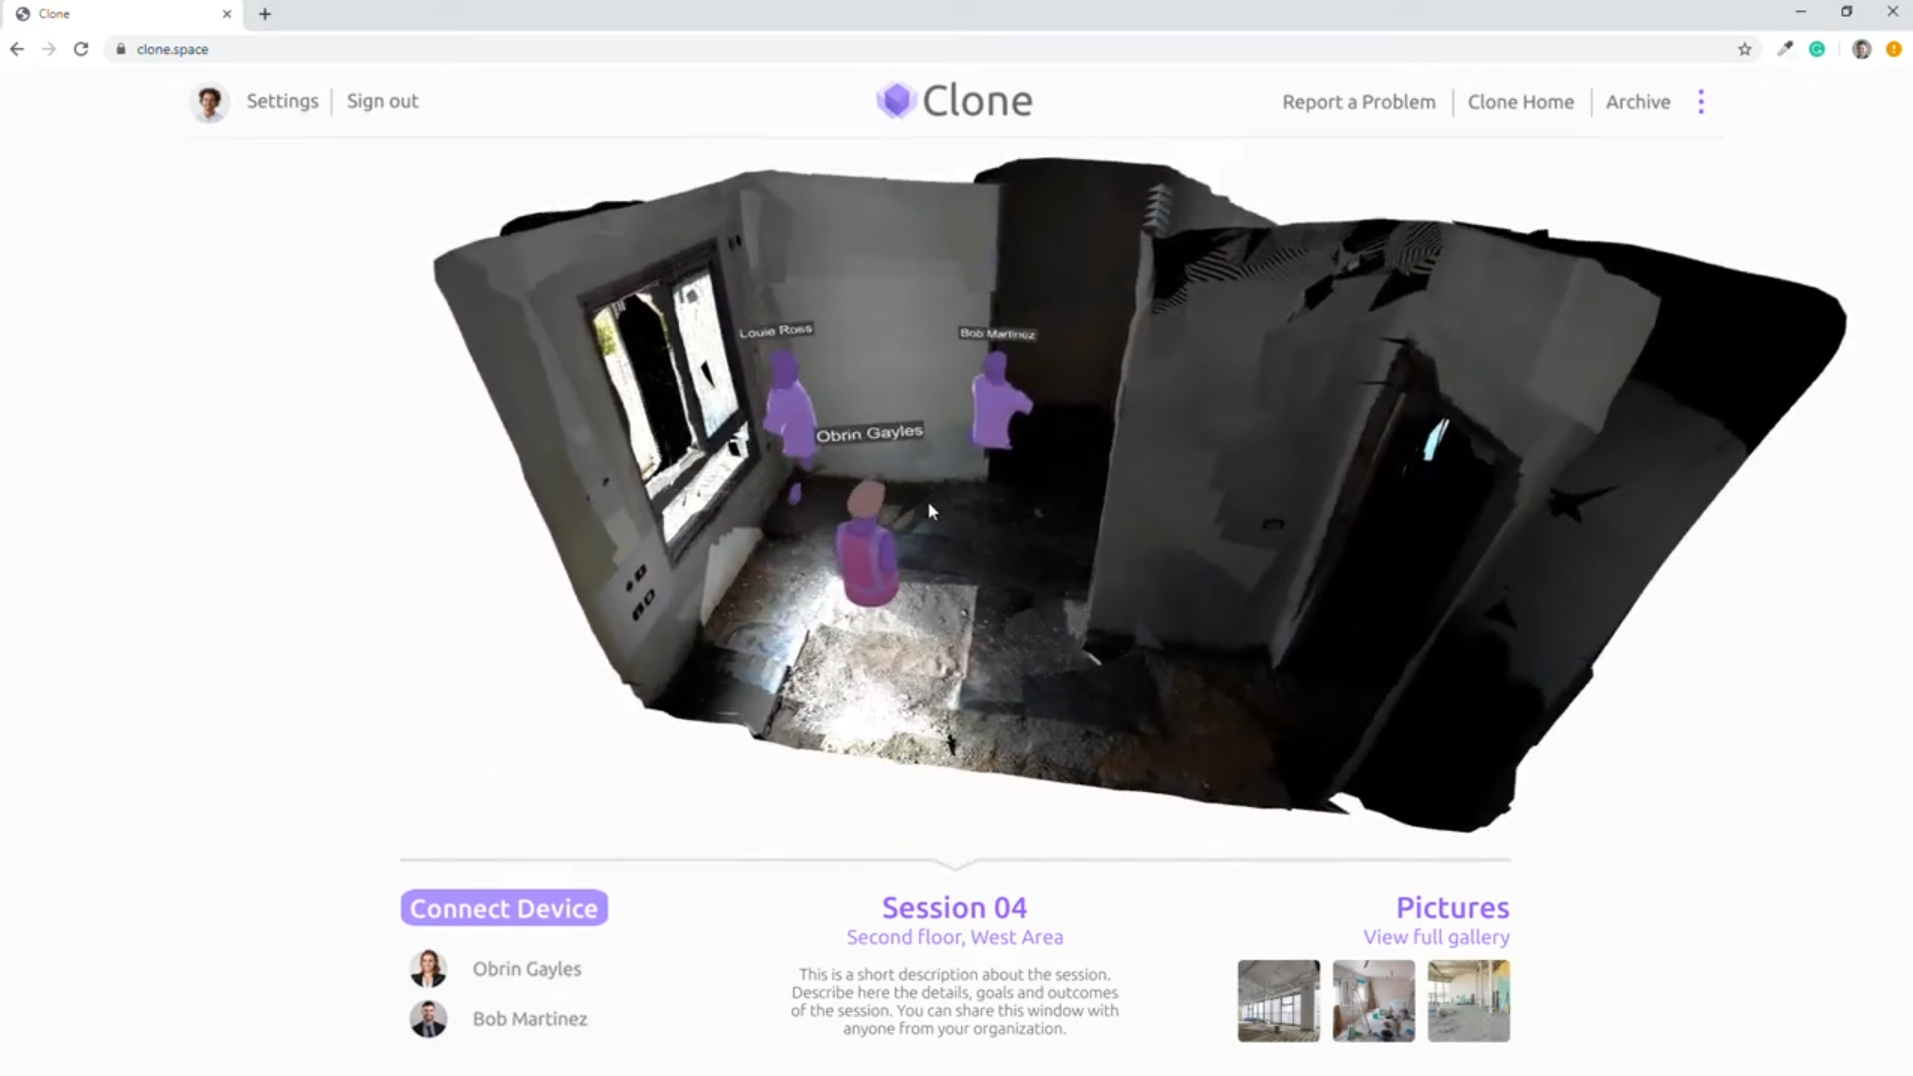 Clone
clone.space
Settings
Sign out
Clone
Report a Problem
Clone Home
Archive
Louie Ross
Bob Martinez
Obrin Gayles
Connect Device
Obrin Gayles
Bob Martinez
Session 04
Second floor, West Area
This is a short description about the session.
Describe here the details, goals and outcomes
of the session. You can share this window with
anyone from your organization.
Pictures
View full gallery